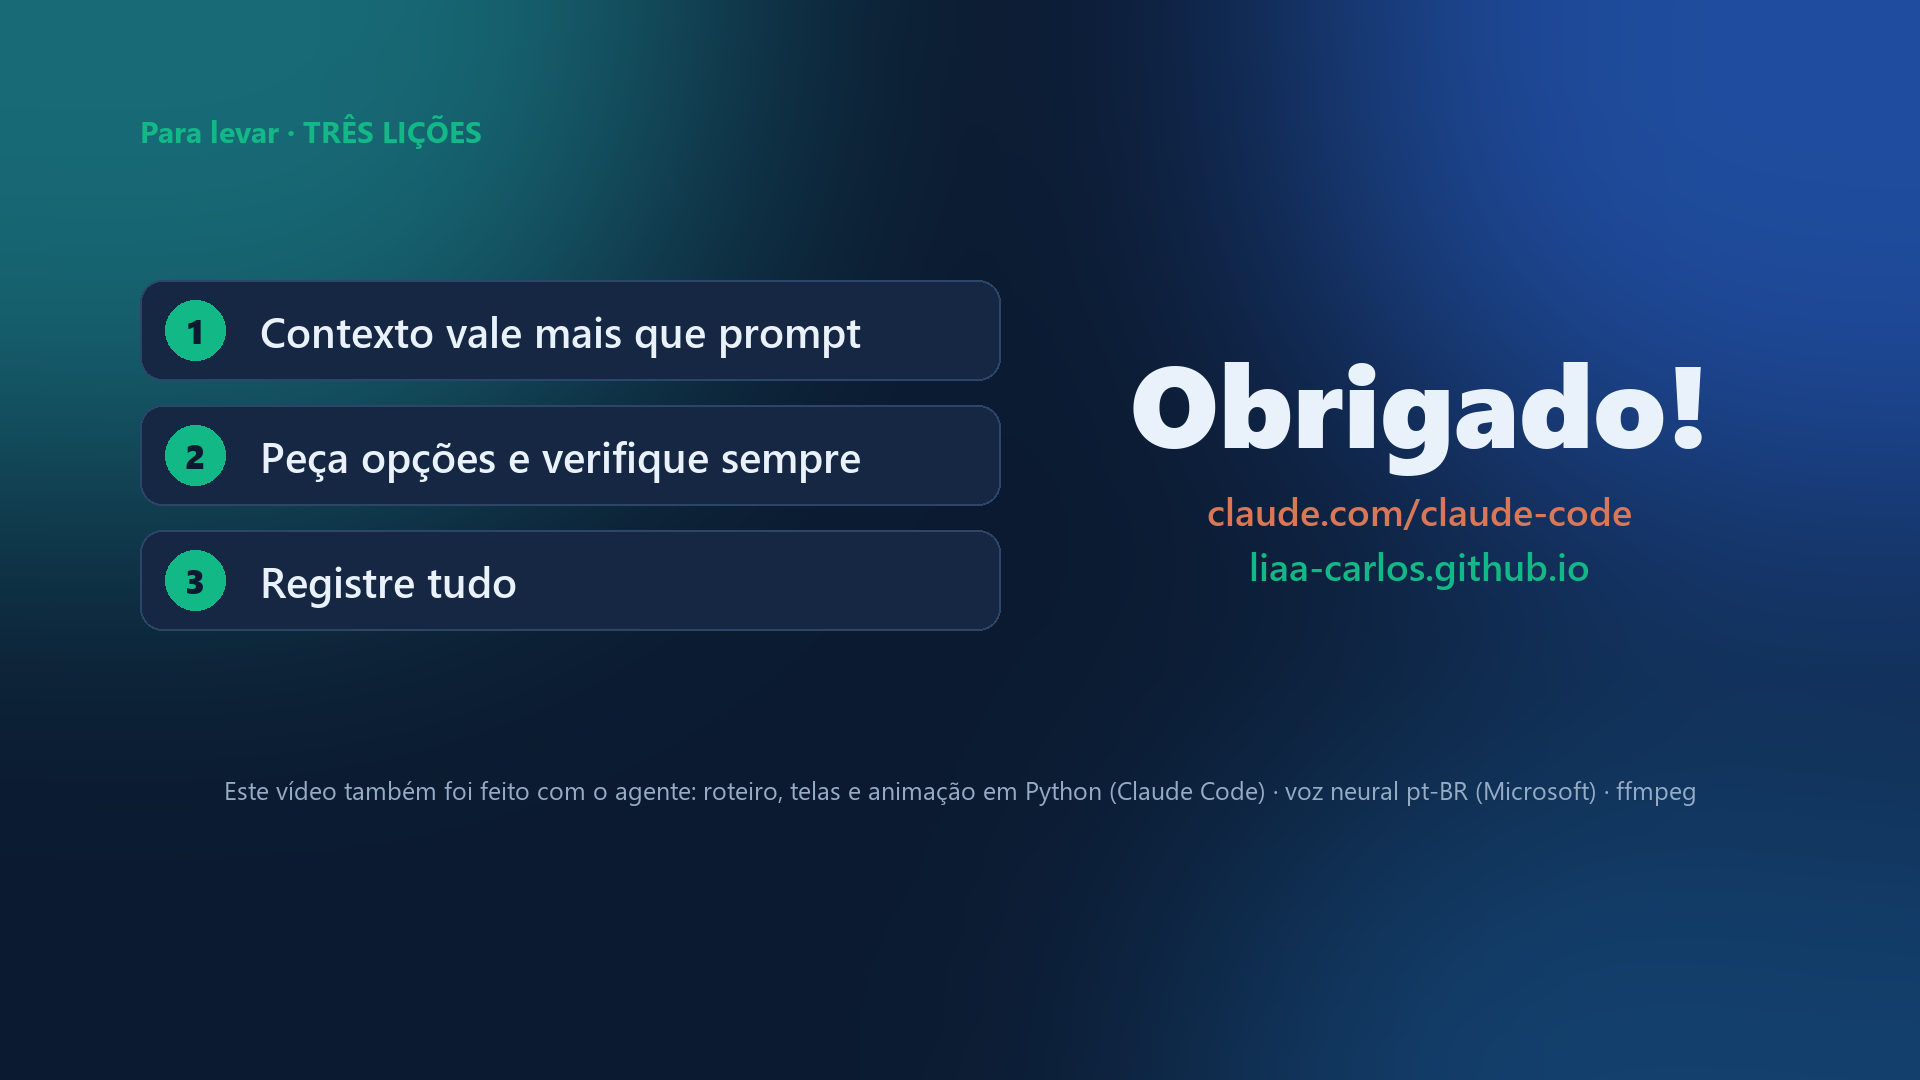 Para levar · TRÊS LIÇÕES
1 Contexto vale mais que prompt
2 Peça opções e verifique sempre
3 Registre tudo
Obrigado!
claude.com/claude-code
liaa-carlos.github.io
Este vídeo também foi feito com o agente: roteiro, telas e animação em Python (Claude Code) · voz neural pt-BR (Microsoft) · ffmpeg